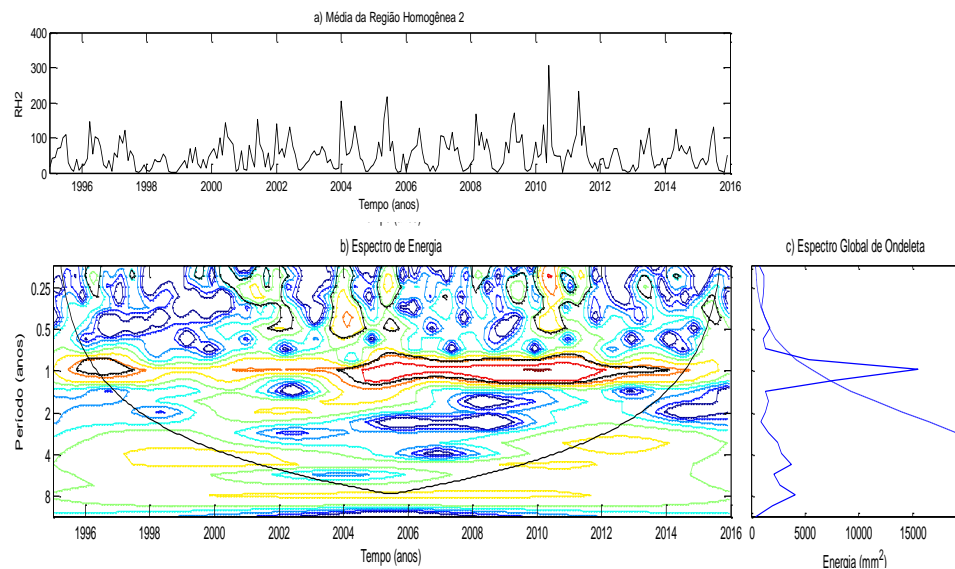 a) Média da Região Homogênea 2
400
300
200
100
0
RH2
1996 1998 2000 2002 2004 2006 2008 2010 2012 2014 2016
Tempo (anos)
b) Espectro de Energia
c) Espectro Global de Ondeleta
0.25
0.5
1
2
4
8
Periodo (anos)
1996 1998 2000 2002 2004 2006 2008 2010 2012 2014 2016
0 5000 10000 15000
Tempo (anos)
Energia (mm²)